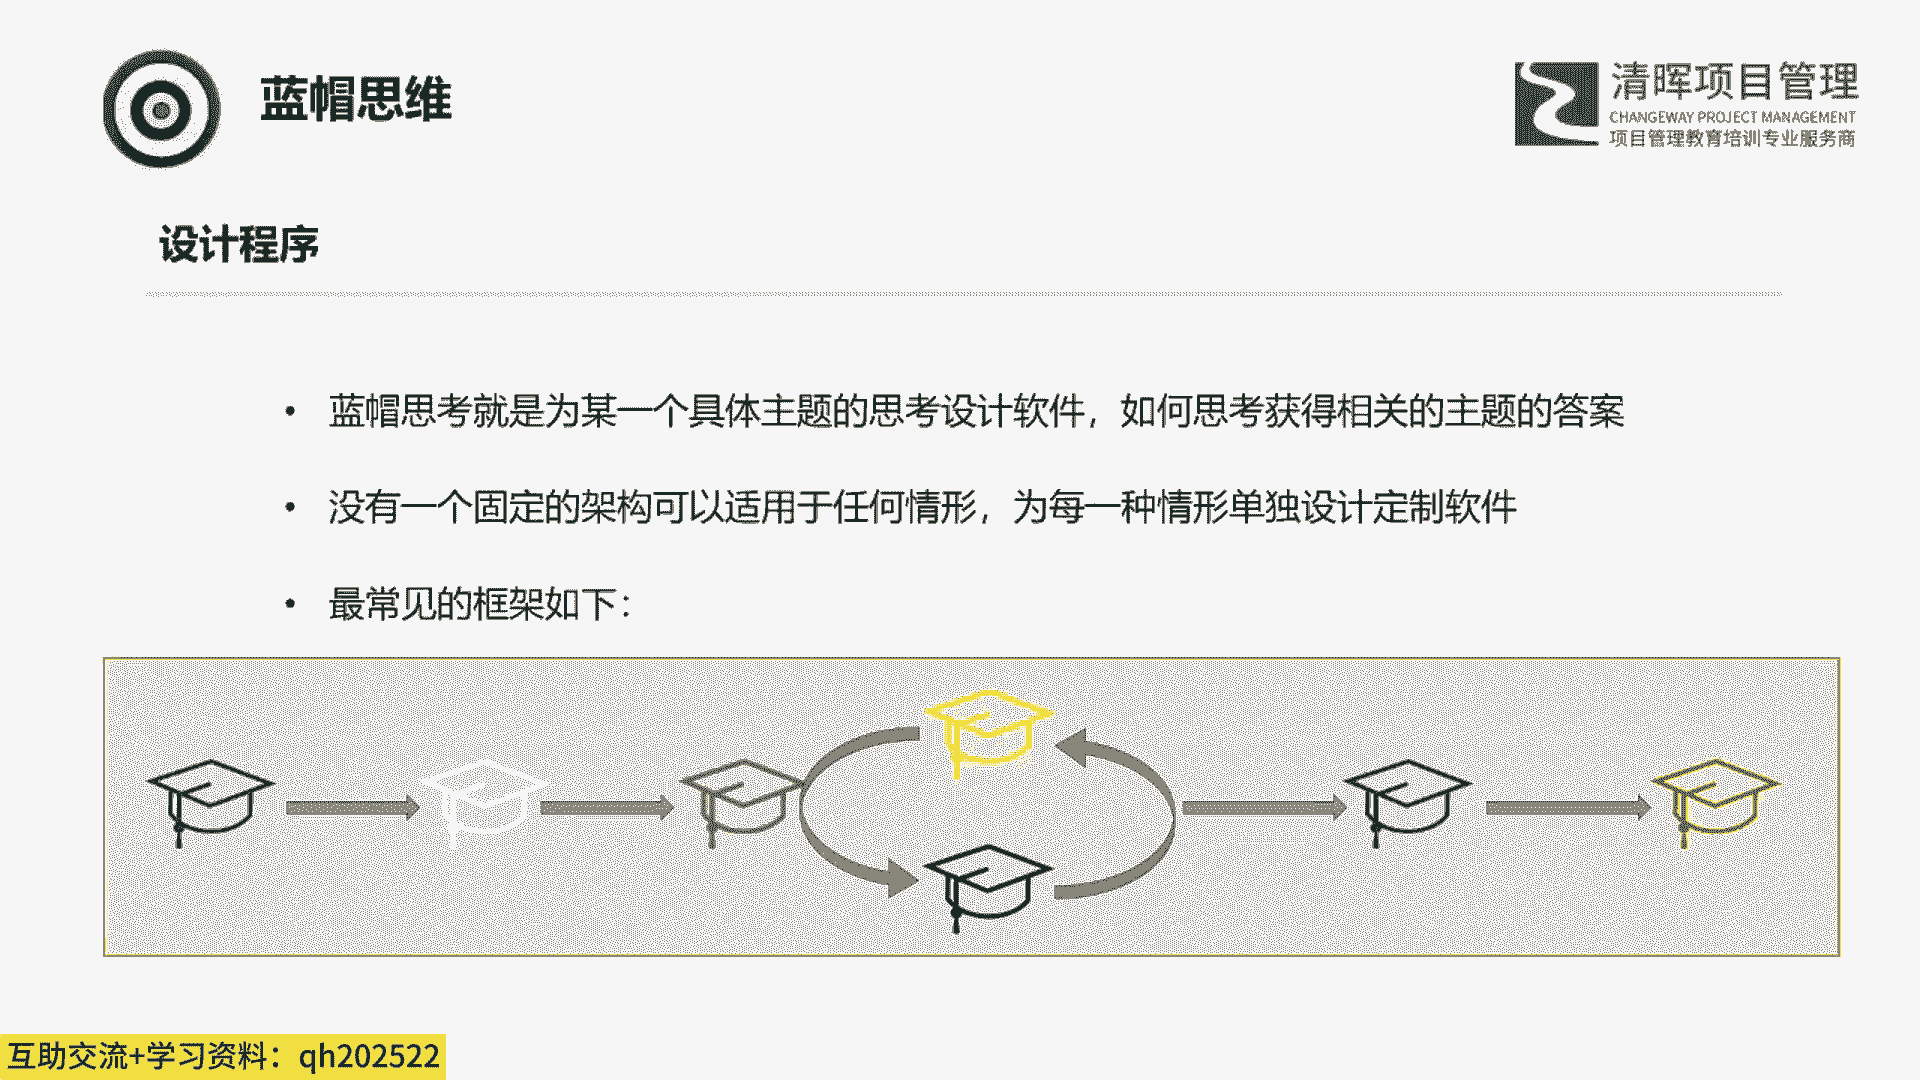 蓝帽思维
清晖项目管理
CHANGEWAY PROJECT MANAGEMENT
项目管理教育培训专业服务商
设计程序
• 蓝帽思考就是为某一个具体主题的思考设计软件，如何思考获得相关的主题的答案
• 没有一个固定的架构可以适用于任何情形，为每一种情形单独设计定制软件
• 最常见的框架如下：
互助交流+学习资料：qh202522